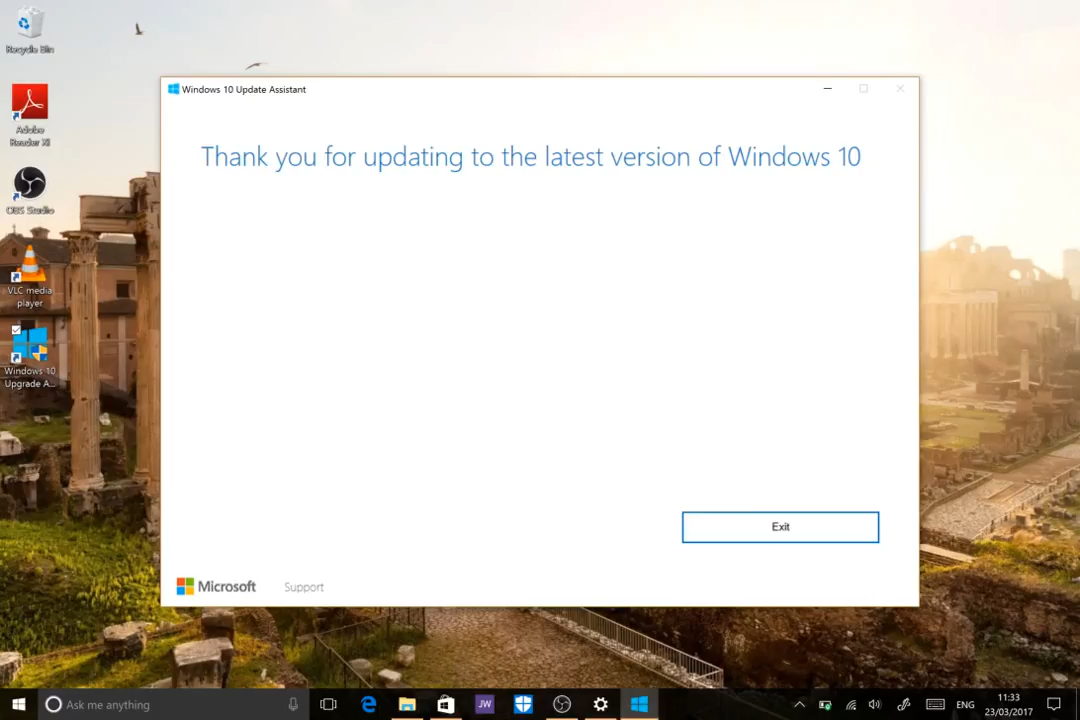 Recycle Bin
Adobe
Reader XI
OBS Studio
VLC media
player
Windows 10
Upgrade A...
Windows 10 Update Assistant
Thank you for updating to the latest version of Windows 10
Exit
Microsoft
Support
Ask me anything
JW
ENG
11:33
23/03/2017